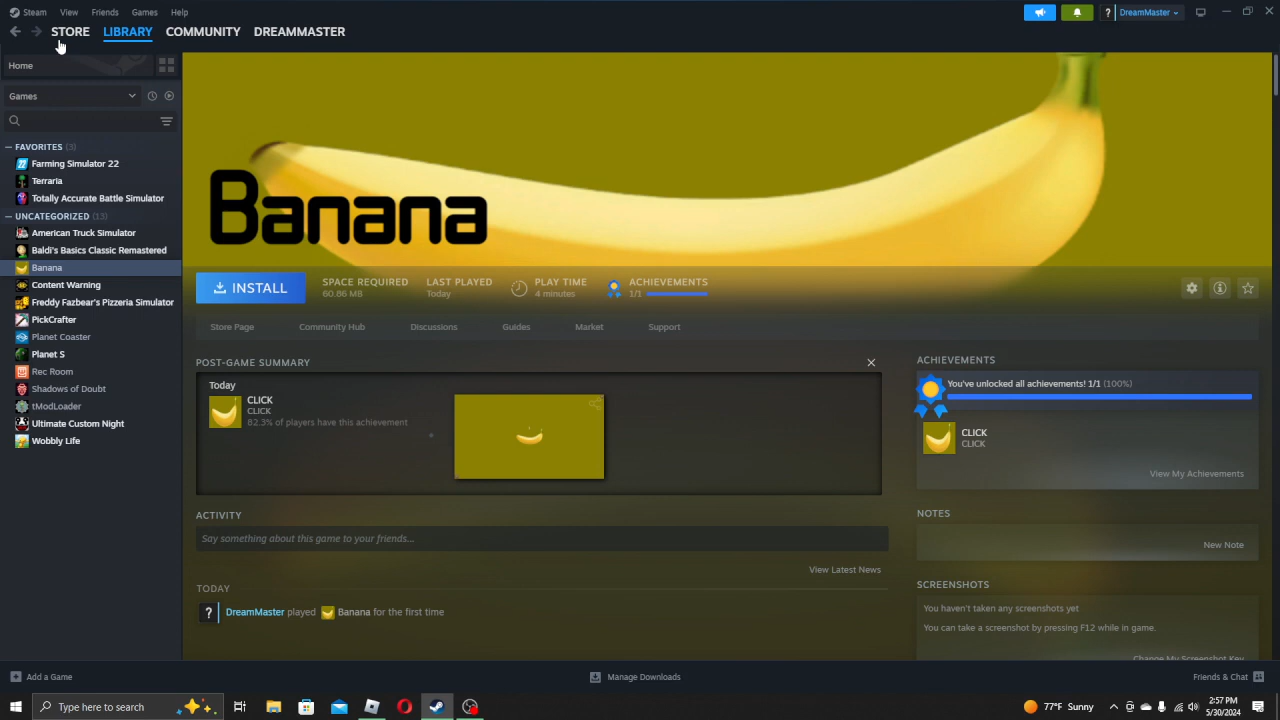 Steam View Friends Games Help ? DreamMaster
STORE LIBRARY COMMUNITY DREAMMASTER
Home
Games
FAVORITES (3)
Farming Simulator 22
Terraria
Totally Accurate Battle Simulator
UNCATEGORIZED (13)
American Truck Simulator
Baldi's Basics Classic Remastered
Banana
Content Warning
Freddy Fazbear's Pizzeria Simulator
PickCrafter
Planet Coaster
Planet S
Rec Room
Shadows of Doubt
tModLoader
Ultimate Custom Night
Wobbly Life
Banana
INSTALL
SPACE REQUIRED
60.86 MB
LAST PLAYED
Today
PLAY TIME
4 minutes
ACHIEVEMENTS
1/1
Store Page Community Hub Discussions Guides Market Support
POST-GAME SUMMARY
Today
CLICK
CLICK
82.3% of players have this achievement
ACTIVITY
Say something about this game to your friends...
View Latest News
TODAY
? DreamMaster played Banana for the first time
ACHIEVEMENTS
You've unlocked all achievements! 1/1 (100%)
CLICK
CLICK
View My Achievements
NOTES
New Note
SCREENSHOTS
You haven't taken any screenshots yet
You can take a screenshot by pressing F12 while in game.
Change My Screenshot Key
Add a Game Manage Downloads Friends & Chat
Type here to search
77°F Sunny
2:57 PM
5/30/2024